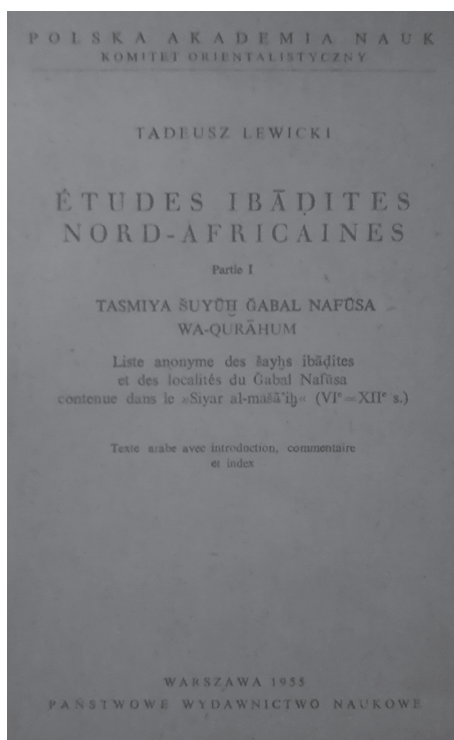 POLSKA AKADEMIA NAUK
KOMITET ORIENTALISTYCZNY
TADEUSZ LEWICKI
ÉTUDES IBĀḌITES
NORD-AFRICAINES
Partie I
TASMIYA ŠUYŪḪ ǦABAL NAFŪSA
WA-QURĀHUM
Liste anonyme des šayḫs ibāḍites
et des localités du Ǧabal Nafūsa
contenue dans le »Siyar al-mašā'iḫ« (VIᵉ=XIIᵉ s.)
Texte arabe avec introduction, commentaire
et index
WARSZAWA 1955
PAŃSTWOWE WYDAWNICTWO NAUKOWE